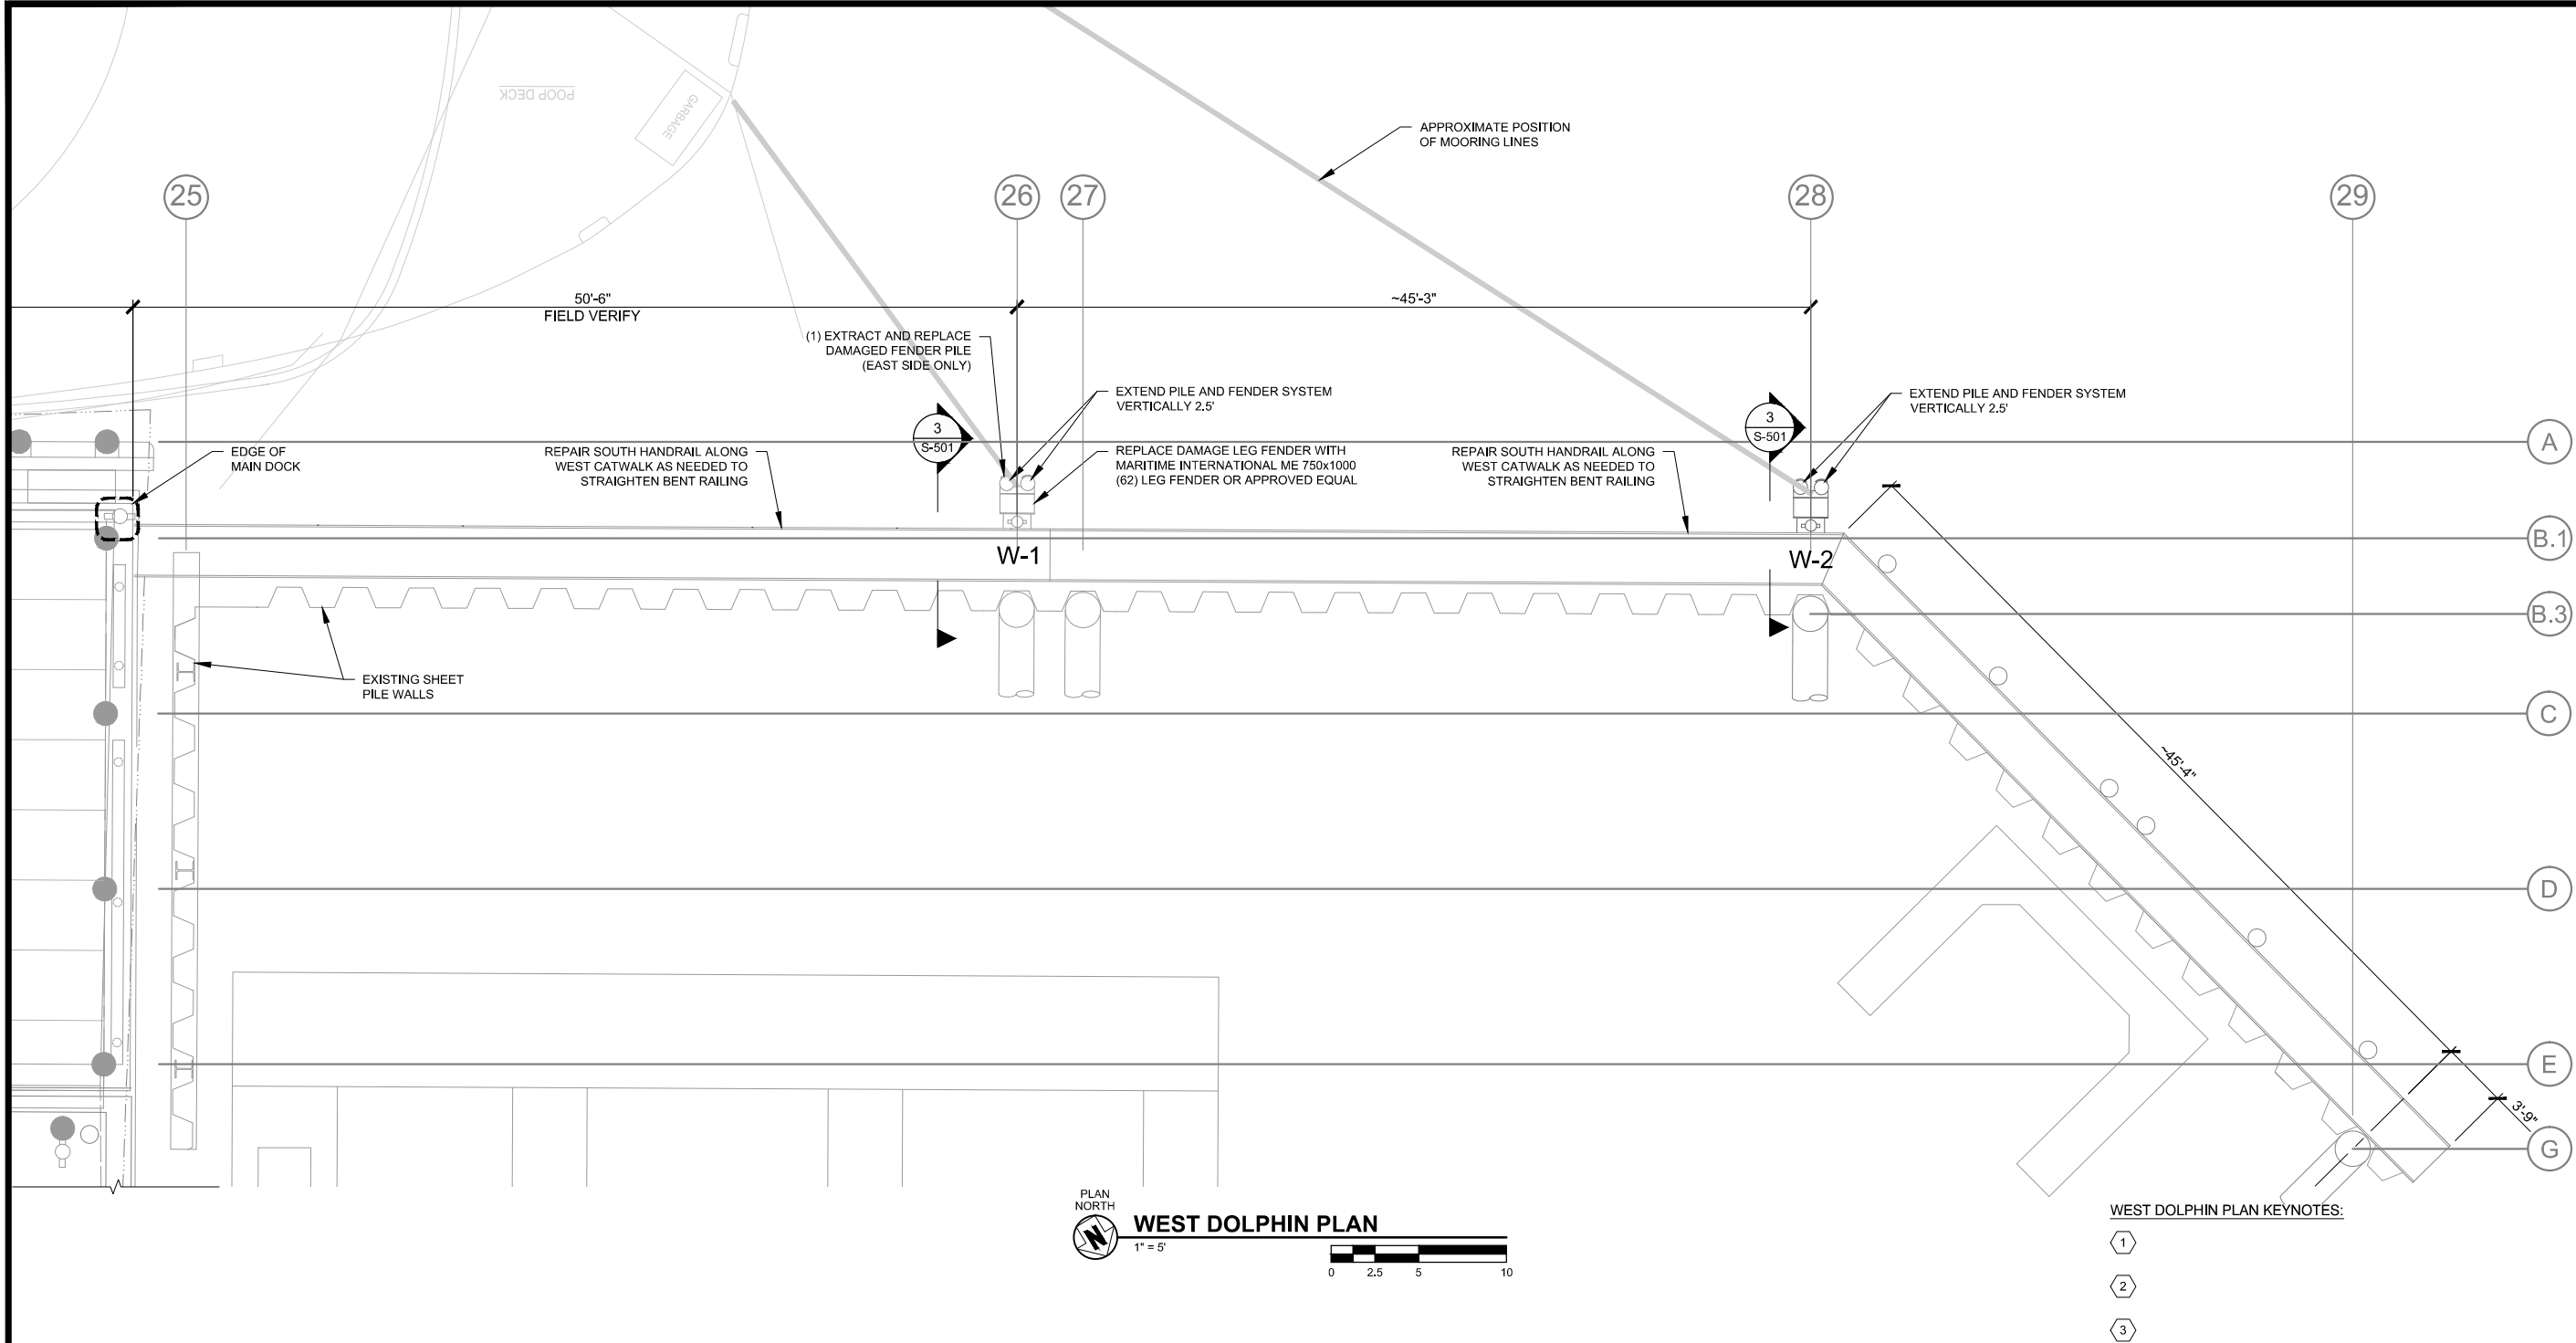 POOP DECK
GARBAGE
APPROXIMATE POSITION
OF MOORING LINES
25
26
27
28
29
50'-6"
FIELD VERIFY
~45'-3"
(1) EXTRACT AND REPLACE
DAMAGED FENDER PILE
(EAST SIDE ONLY)
EXTEND PILE AND FENDER SYSTEM
VERTICALLY 2.5'
EXTEND PILE AND FENDER SYSTEM
VERTICALLY 2.5'
3
S-501
3
S-501
A
EDGE OF
MAIN DOCK
REPAIR SOUTH HANDRAIL ALONG
WEST CATWALK AS NEEDED TO
STRAIGHTEN BENT RAILING
REPLACE DAMAGE LEG FENDER WITH
MARITIME INTERNATIONAL ME 750x1000
(62) LEG FENDER OR APPROVED EQUAL
REPAIR SOUTH HANDRAIL ALONG
WEST CATWALK AS NEEDED TO
STRAIGHTEN BENT RAILING
B.1
W-1
W-2
B.3
EXISTING SHEET
PILE WALLS
C
~45'-4"
D
E
3'-9"
G
PLAN
NORTH
N
WEST DOLPHIN PLAN
1" = 5'
0 2.5 5 10
WEST DOLPHIN PLAN KEYNOTES:
1
2
3